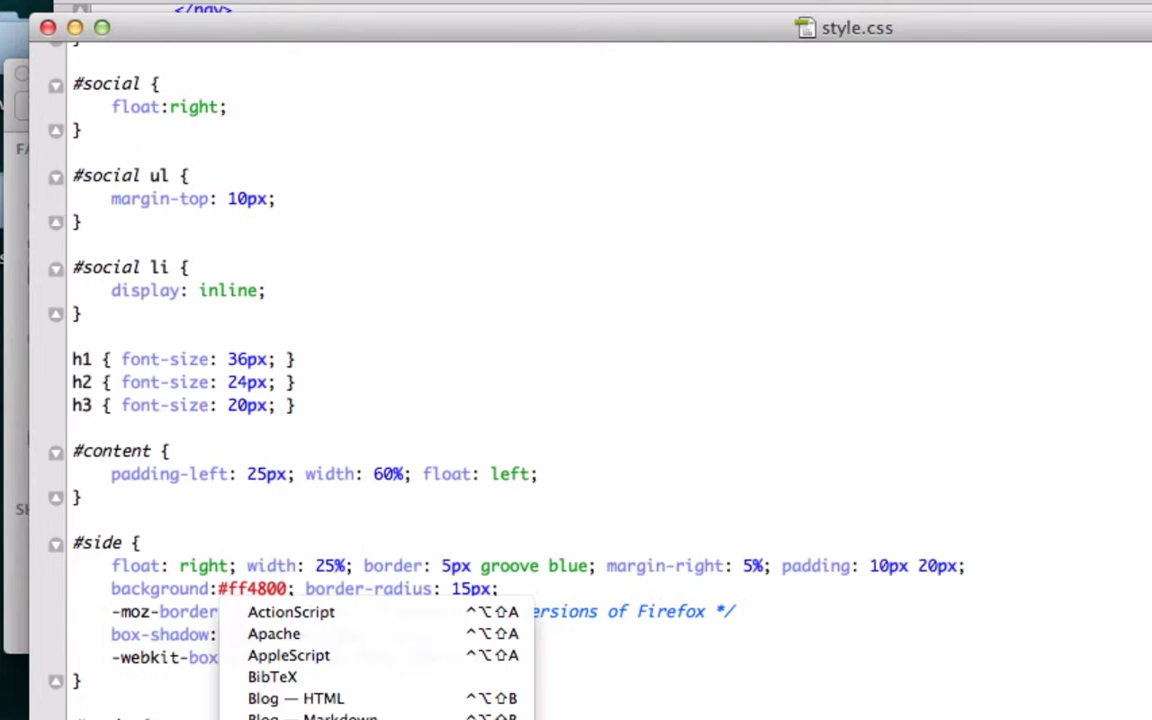 </nav>
style.css
}
#social {
float:right;
}
#social ul {
margin-top: 10px;
}
#social li {
display: inline;
}
h1 { font-size: 36px; }
h2 { font-size: 24px; }
h3 { font-size: 20px; }
#content {
padding-left: 25px; width: 60%; float: left;
}
#side {
float: right; width: 25%; border: 5px groove blue; margin-right: 5%; padding: 10px 20px;
background:#ff4800; border-radius: 15px;
-moz-border ersions of Firefox */
box-shadow:
-webkit-box
}
ActionScript ^⌥⇧A
Apache ^⌥⇧A
AppleScript ^⌥⇧A
BibTeX
Blog — HTML ^⌥⇧B
Blog — Markdown ^⌥⇧B